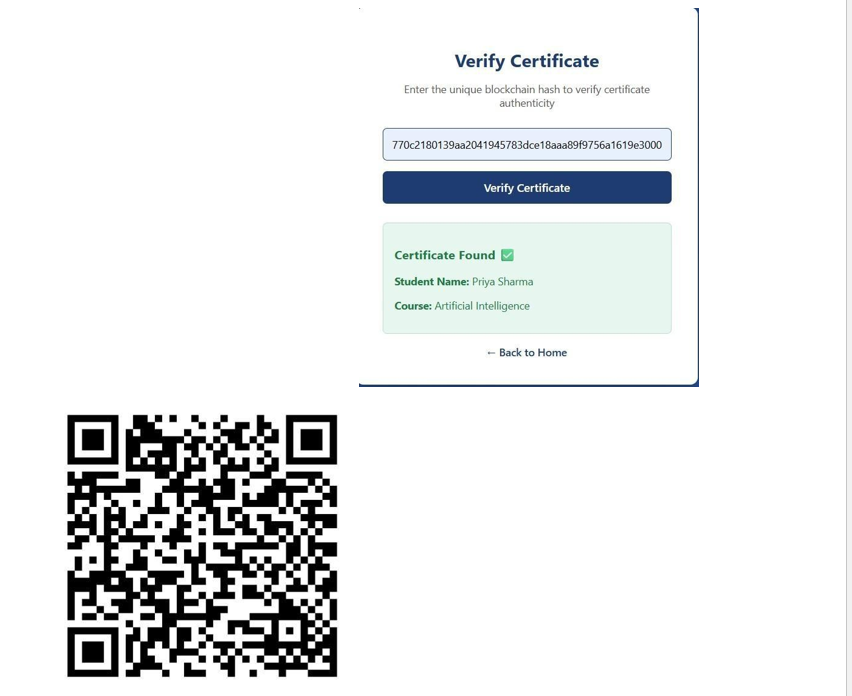 Verify Certificate
Enter the unique blockchain hash to verify certificate
authenticity
770c2180139aa2041945783dce18aaa89f9756a1619e3000
Verify Certificate
Certificate Found ✅
Student Name: Priya Sharma
Course: Artificial Intelligence
← Back to Home